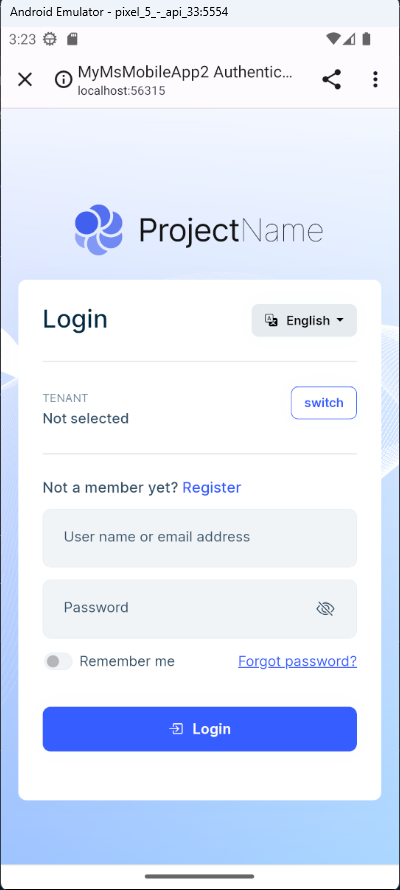 Android Emulator - pixel_5_-_api_33:5554
3:23
MyMsMobileApp2 Authentic...
localhost:56315
ProjectName
Login
English
TENANT
Not selected
switch
Not a member yet? Register
User name or email address
Password
Remember me
Forgot password?
Login